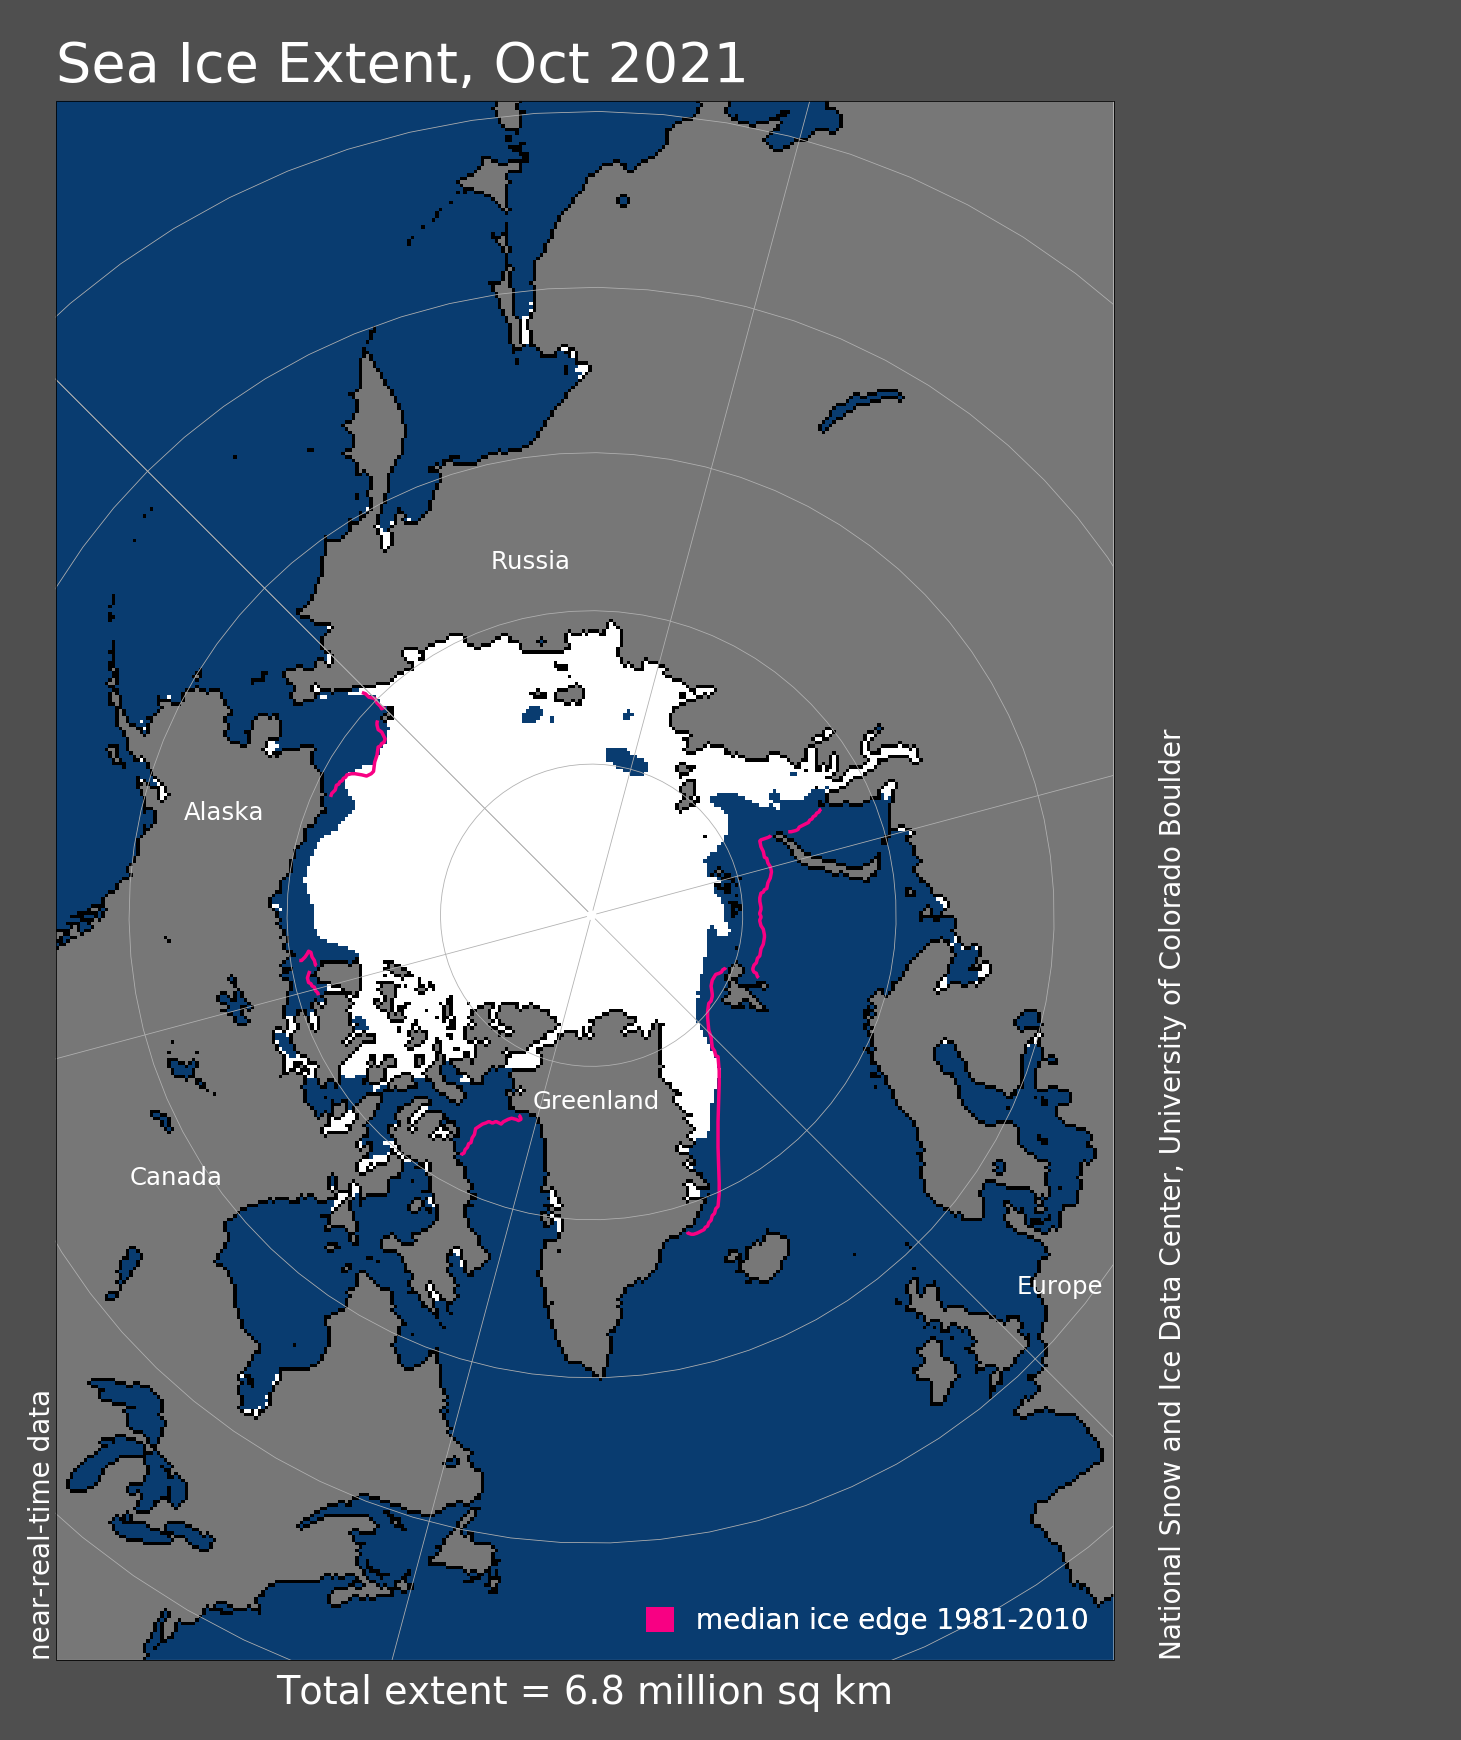 Sea Ice Extent, Oct 2021
Russia
Alaska
Greenland
Canada
Europe
near-real-time data
National Snow and Ice Data Center, University of Colorado Boulder
median ice edge 1981-2010
Total extent = 6.8 million sq km